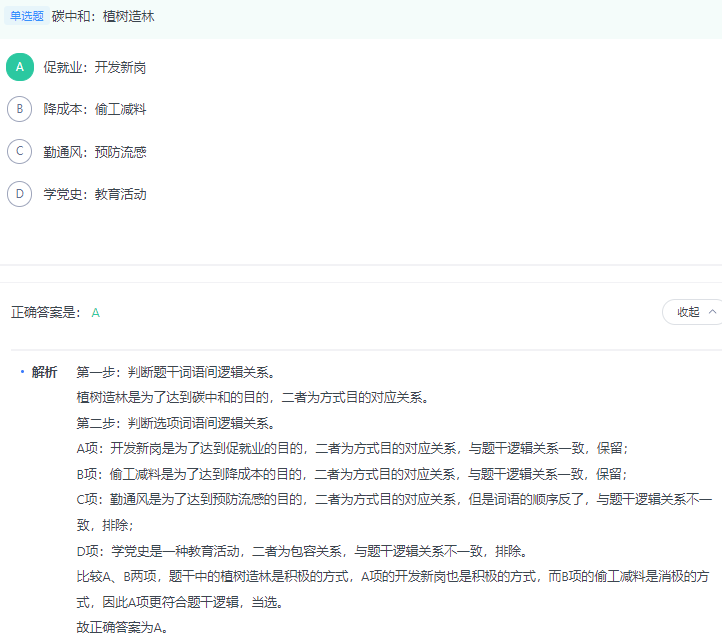 单选题 碳中和：植树造林
A 促就业：开发新岗
B 降成本：偷工减料
C 勤通风：预防流感
D 学党史：教育活动
正确答案是：A
收起
解析 第一步：判断题干词语间逻辑关系。
植树造林是为了达到碳中和的目的，二者为方式目的对应关系。
第二步：判断选项词语间逻辑关系。
A项：开发新岗是为了达到促就业的目的，二者为方式目的的对应关系，与题干逻辑关系一致，保留；
B项：偷工减料是为了达到降成本的目的，二者为方式目的的对应关系，与题干逻辑关系一致，保留；
C项：勤通风是为了达到预防流感的目的，二者为方式目的的对应关系，但是词语的顺序反了，与题干逻辑关系不一
致，排除；
D项：学党史是一种教育活动，二者为包容关系，与题干逻辑关系不一致，排除。
比较A、B两项，题干中的植树造林是积极的方式，A项的开发新岗也是积极的方式，而B项的偷工减料是消极的方
式，因此A项更符合题干逻辑，当选。
故正确答案为A。